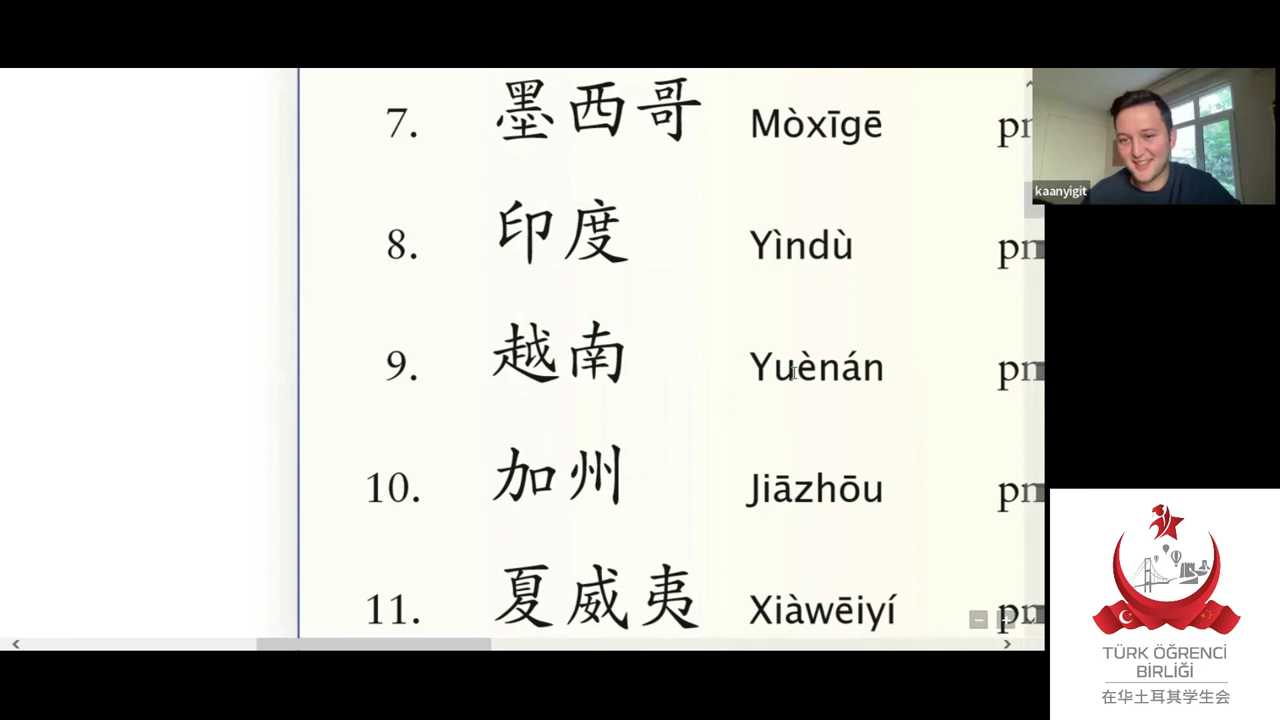 7. 墨西哥 Mòxīgē
8. 印度 Yìndù
9. 越南 Yuènán
10. 加州 Jiāzhōu
11. 夏威夷 Xiàwēiyí
kaanyigit
TÜRK ÖĞRENCİ
BİRLİĞİ
在华土耳其学生会